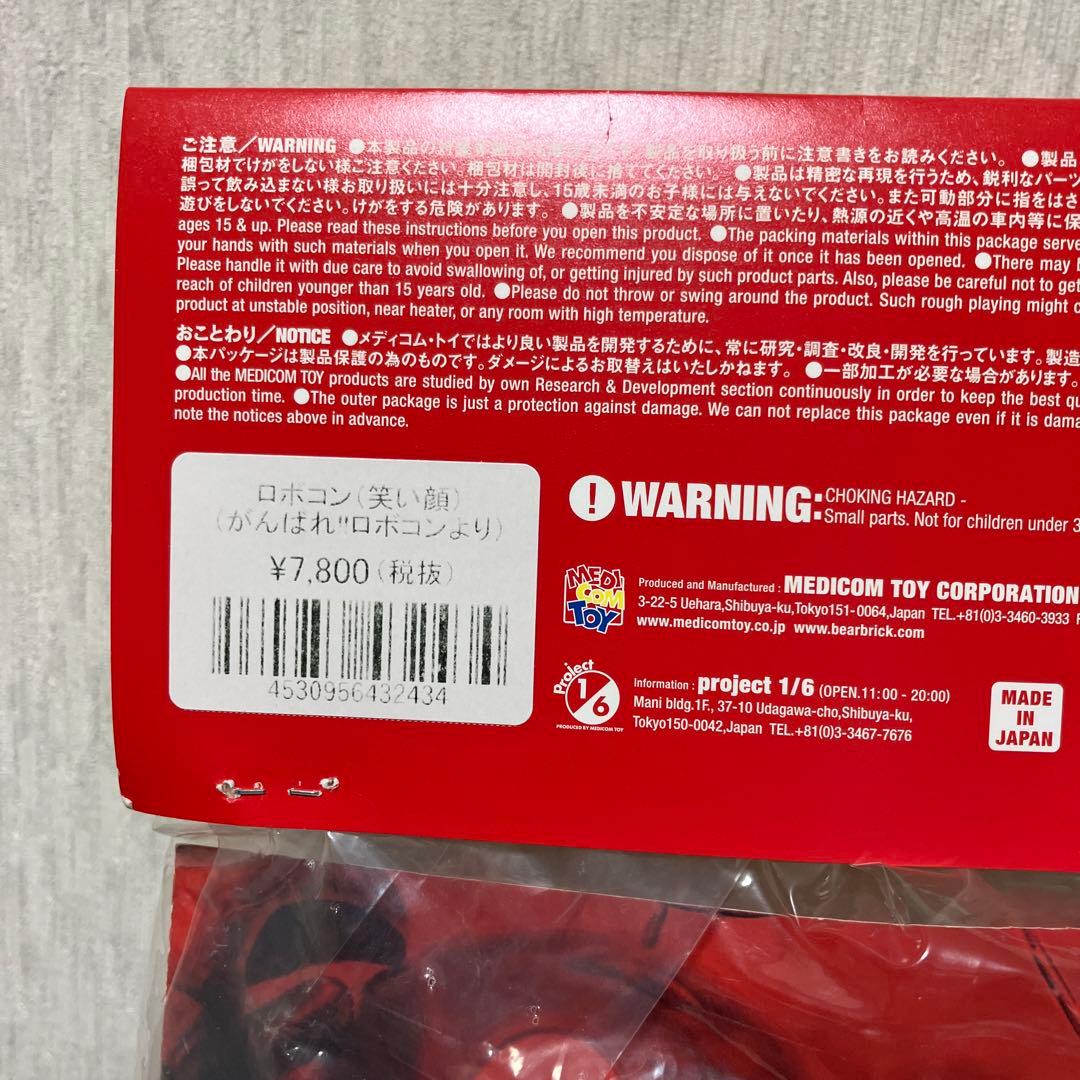 ご注意／WARNING ●本製品の対象年 製品を取り扱う前に注意書きをお読みください。 ●製品
梱包材でけがをしない様ご注意ください。梱包材は開封後に捨ててください。 ●製品は精密な再現を行うため、鋭利なパーツ
誤って飲み込まない様お取り扱いには十分注意し、15歳未満のお子様には与えないでください。また可動部分に指をはさ
遊びをしないでください。けがをする危険があります。 ●製品を不安定な場所に置いたり、熱源の近くや高温の車内等に保
ages 15 & up. Please read these instructions before you open this product. ●The packing materials within this package serve
your hands with such materials when you open it. We recommend you dispose of it once it has been opened. ●There may
Please handle it with due care to avoid swallowing of, or getting injured by such product parts. Also, please be careful not to get
reach of children younger than 15 years old. ●Please do not throw or swing around the product. Such rough playing might
product at unstable position, near heater, or any room with high temperature.
おことわり／NOTICE ●メディコム・トイではより良い製品を開発するために、常に研究・調査・改良・開発を行っています。製造
●本パッケージは製品保護の為のものです。ダメージによるお取替えはいたしかねます。 ●一部加工が必要な場合があります。
●All the MEDICOM TOY products are studied by own Research & Development section continuously in order to keep the best
production time. ●The outer package is just a protection against damage. We can not replace this package even if it is
note the notices above in advance.
ロボコン(笑い顔)
(がんばれ!!ロボコンより)
¥7,800(税抜)
4530956432434
! WARNING: CHOKING HAZARD -
Small parts. Not for children under 3
MEDI COM TOY
Produced and Manufactured : MEDICOM TOY CORPORATION
3-22-5 Uehara,Shibuya-ku,Tokyo151-0064,Japan TEL.+81(0)3-3460-3933
www.medicomtoy.co.jp www.bearbrick.com
Project 1/6
PRODUCED BY MEDICOM TOY
Information : project 1/6 (OPEN.11:00 - 20:00)
Mani bldg.1F., 37-10 Udagawa-cho,Shibuya-ku,
Tokyo150-0042,Japan TEL.+81(0)3-3467-7676
MADE
IN
JAPAN